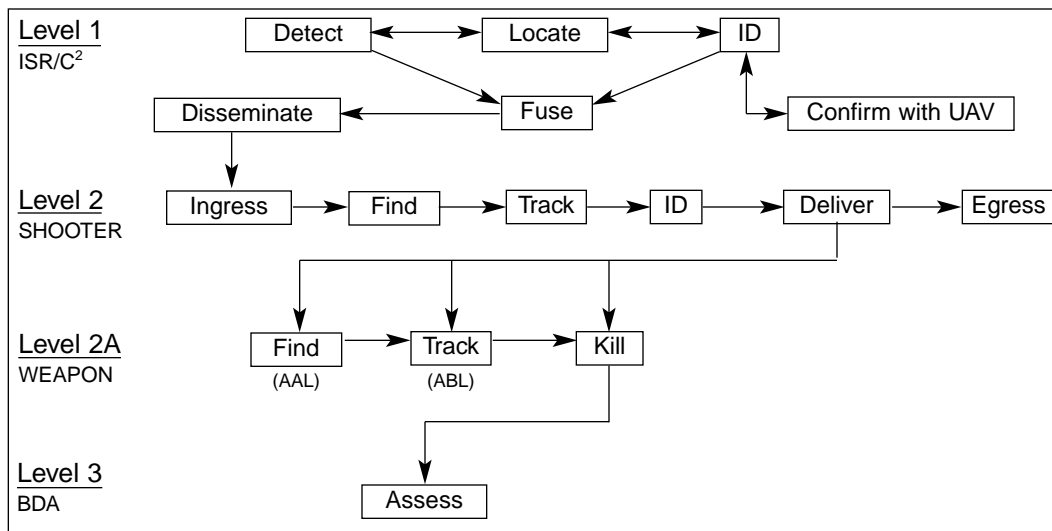 Level 1
ISR/C²
Detect
Locate
ID
Disseminate
Fuse
Confirm with UAV
Level 2
SHOOTER
Ingress
Find
Track
ID
Deliver
Egress
Level 2A
WEAPON
Find
(AAL)
Track
(ABL)
Kill
Level 3
BDA
Assess